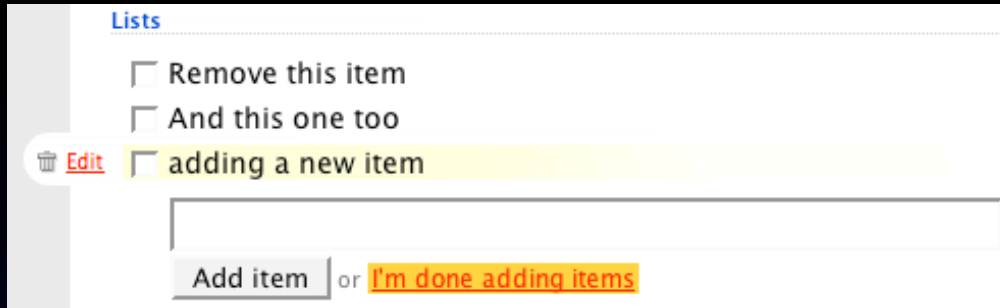 Lists
Remove this item
And this one too
Edit adding a new item
Add item or I'm done adding items